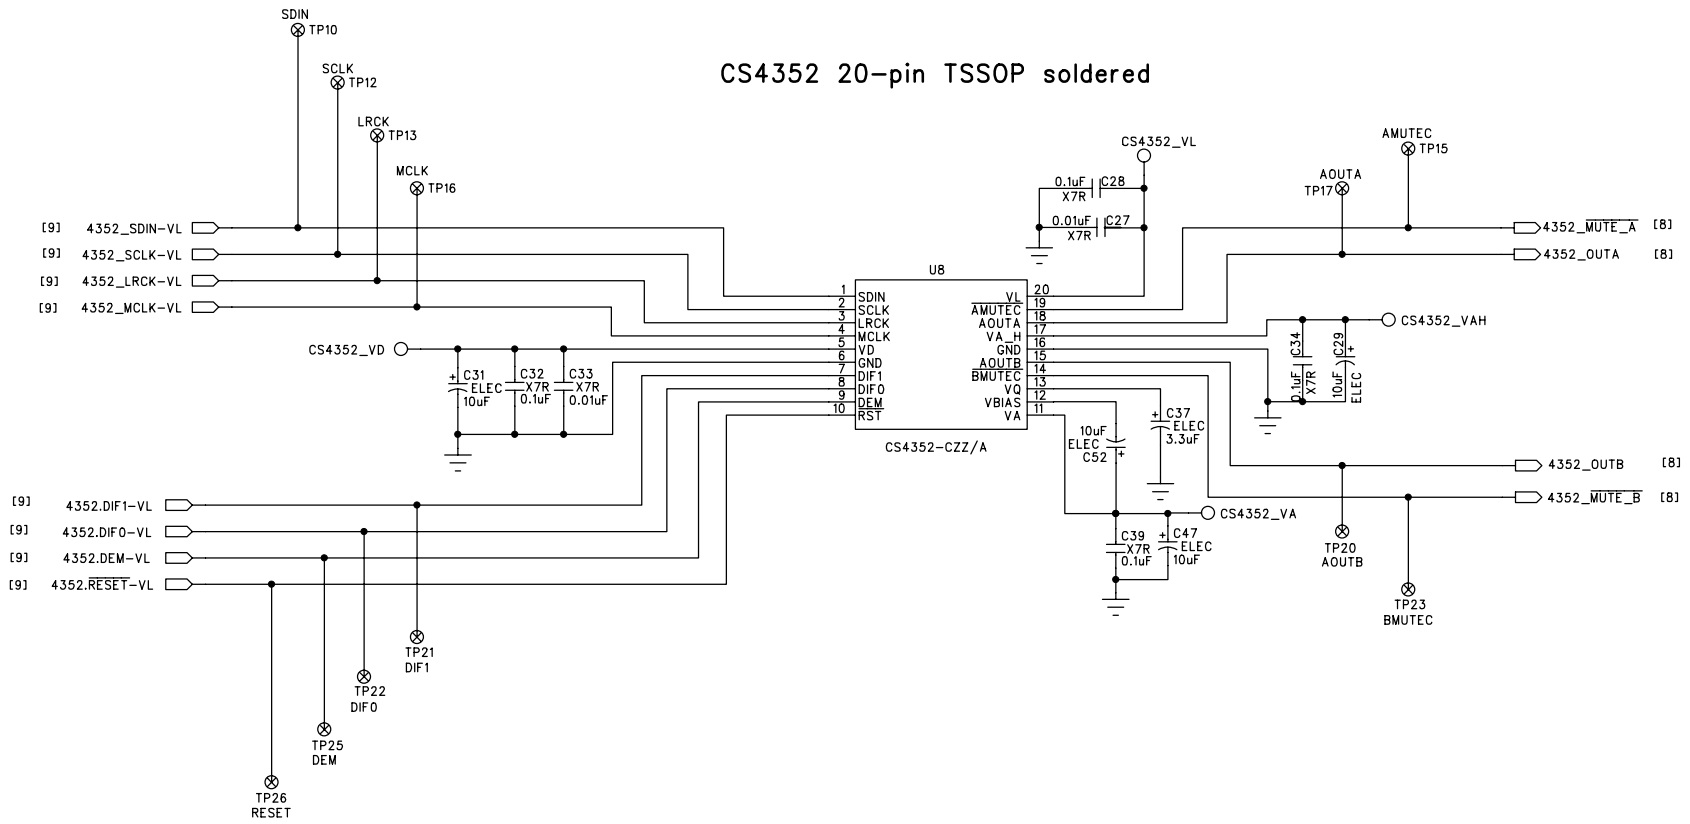 SDIN
TP10
CS4352 20-pin TSSOP soldered
SCLK
TP12
LRCK
TP13
MCLK
TP16
CS4352_VL
AMUTEC
TP15
AOUTA
TP17
0.1uF C28
X7R
0.01uF C27
X7R
[9] 4352_SDIN-VL
[9] 4352_SCLK-VL
[9] 4352_LRCK-VL
[9] 4352_MCLK-VL
4352_MUTE_A [8]
4352_OUTA [8]
U8
1 SDIN VL 20
2 SCLK AMUTEC 19
3 LRCK AOUTA 18
4 MCLK VA_H 17
5 VD GND 16
6 GND AOUTB 15
7 DIF1 BMUTEC 14
8 DIF0 VQ 13
9 DEM VBIAS 12
10 RST VA 11
CS4352-CZZ/A
CS4352_VD
+ C31
ELEC
10uF
C32
X7R
0.1uF
C33
X7R
0.01uF
CS4352_VAH
C34
0.1uF
X7R
C29
+
10uF
ELEC
10uF
ELEC
C52 +
+ C37
ELEC
3.3uF
4352_OUTB [8]
4352_MUTE_B [8]
CS4352_VA
C39
X7R
0.1uF
+ C47
ELEC
10uF
TP20
AOUTB
TP23
BMUTEC
[9] 4352.DIF1-VL
[9] 4352.DIF0-VL
[9] 4352.DEM-VL
[9] 4352.RESET-VL
TP21
DIF1
TP22
DIF0
TP25
DEM
TP26
RESET